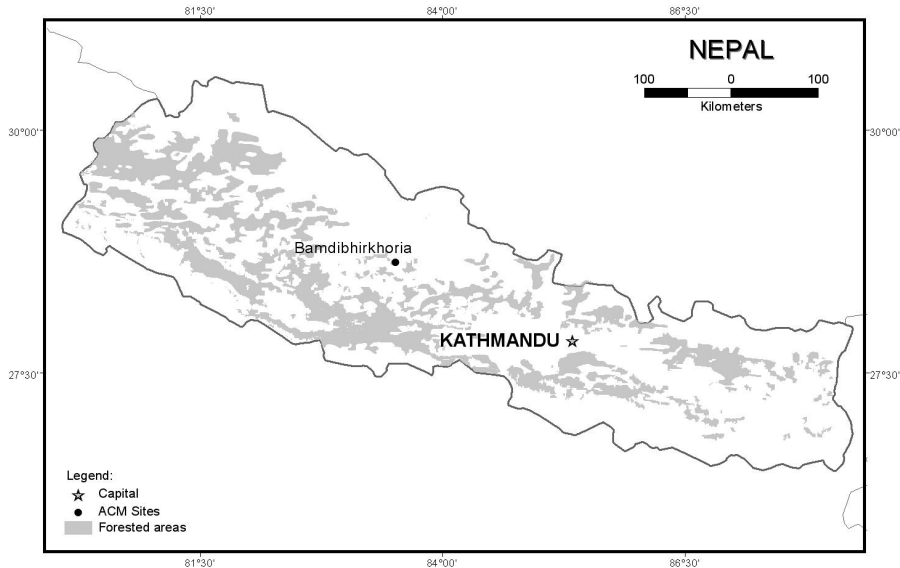 81°30' 84°00' 86°30'
NEPAL
100 0 100
Kilometers
30°00' 30°00'
Bamdibhirkhoria
KATHMANDU
27°30' 27°30'
Legend:
Capital
ACM Sites
Forested areas
81°30' 84°00' 86°30'